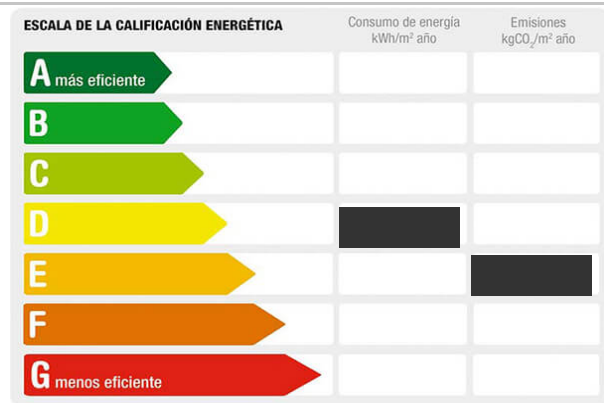 ESCALA DE LA CALIFICACIÓN ENERGÉTICA
Consumo de energía
kWh/m² año
Emisiones
kgCO₂/m² año
A más eficiente
B
C
D
E
F
G menos eficiente